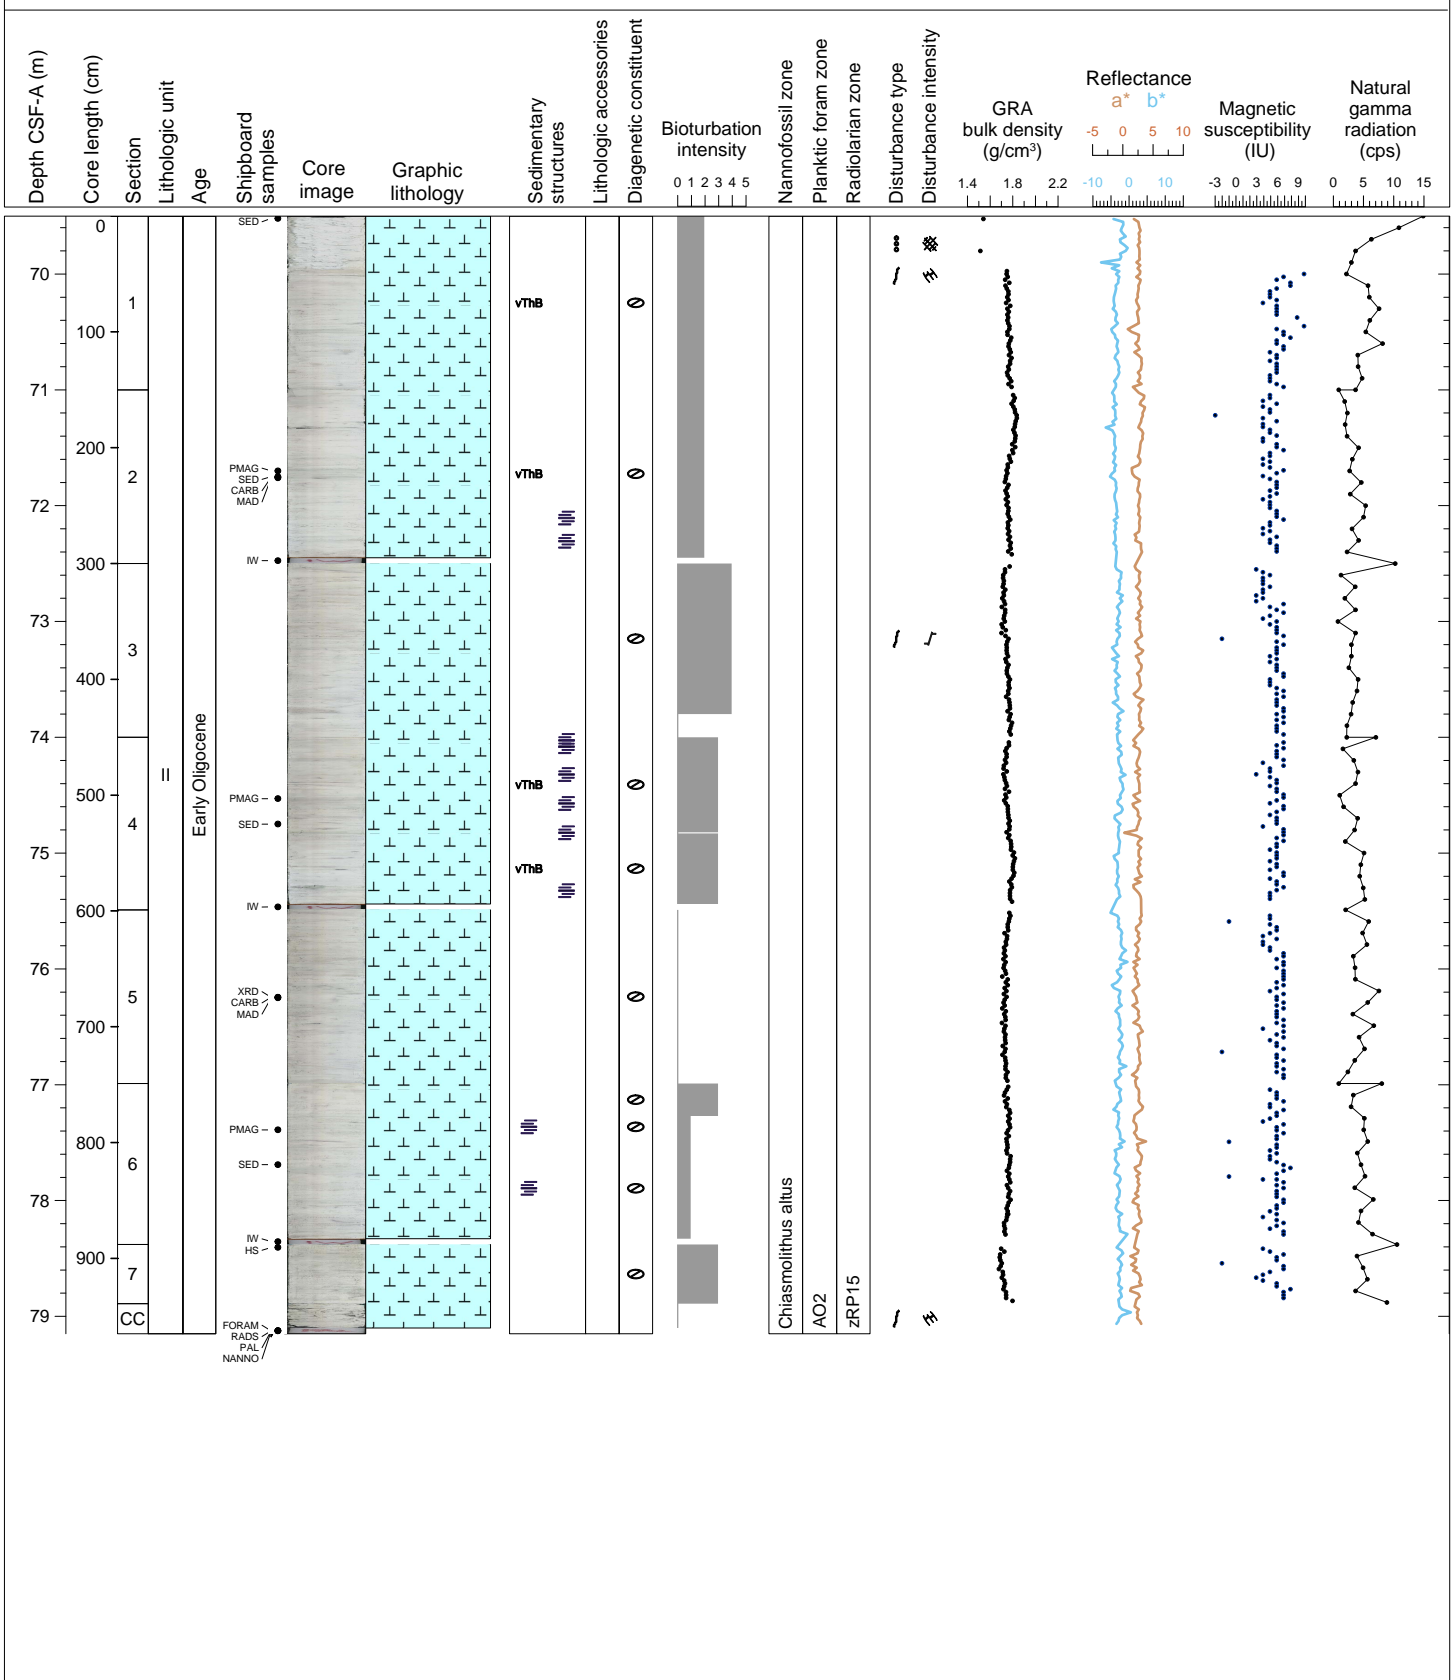 Depth CSF-A (m)
Core length (cm)
Section
Lithologic unit
Age
Shipboard
samples
Core
image
Graphic
lithology
Sedimentary
structures
Lithologic accessories
Diagenetic constituent
Bioturbation
intensity
0 1 2 3 4 5
Nannofossil zone
Planktic foram zone
Radiolarian zone
Disturbance type
Disturbance intensity
GRA
bulk density
(g/cm³)
1.4 1.8 2.2
Reflectance
a* b*
-5 0 5 10
-10 0 10
Magnetic
susceptibility
(IU)
-3 0 3 6 9
Natural
gamma
radiation
(cps)
0 5 10 15
70
71
72
73
74
75
76
77
78
79
0
100
200
300
400
500
600
700
800
900
1
2
3
4
5
6
7
CC
II
Early Oligocene
SED
PMAG
SED
CARB
MAD
IW
PMAG
SED
IW
XRD
CARB
MAD
PMAG
SED
IW
HS
FORAM
RADS
PAL
NANNO
vThB
vThB
vThB
vThB
Chiasmolithus altus
AO2
zRP15